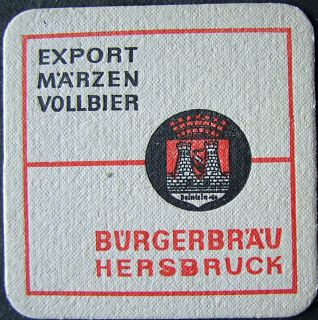 EXPORT
MÄRZEN
VOLLBIER
BÜRGERBRÄU
HERSBRUCK